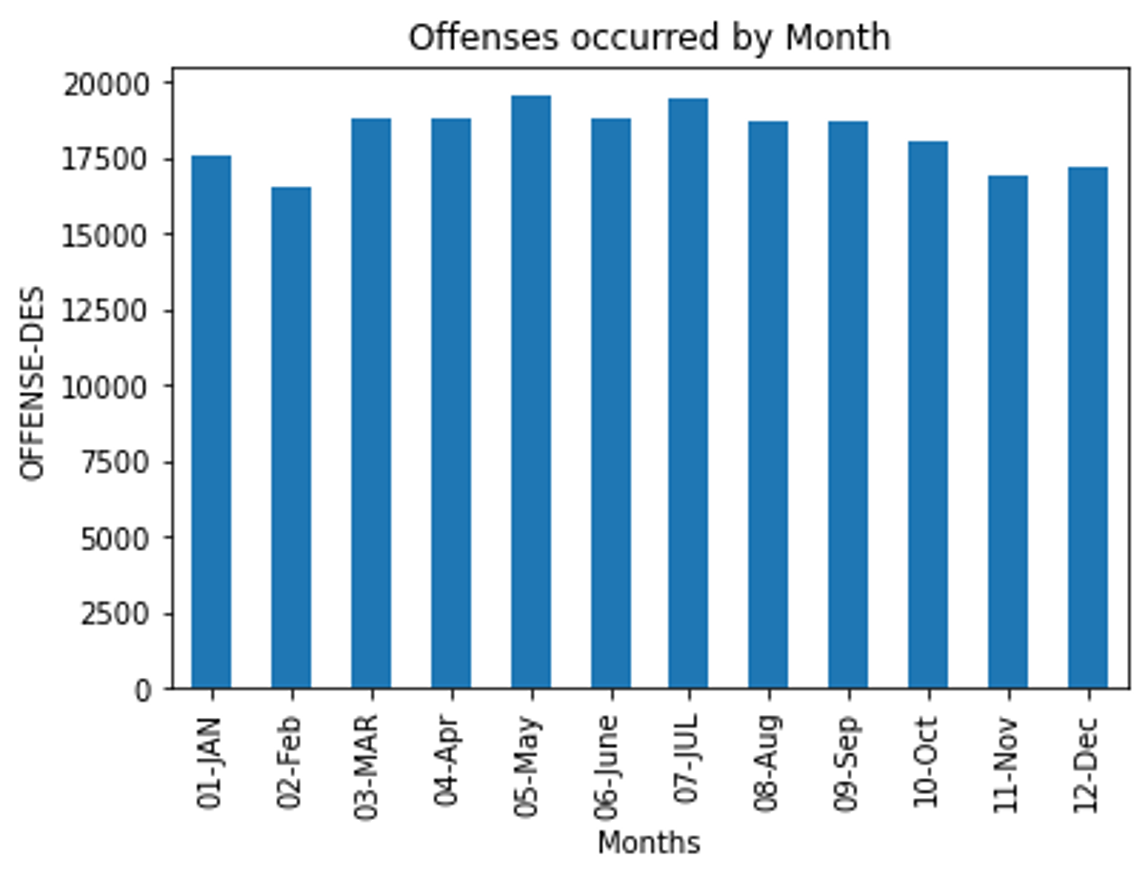 Offenses occurred by Month
20000
17500
15000
12500
10000
7500
5000
2500
0
OFFENSE-DES
01-JAN
02-Feb
03-MAR
04-Apr
05-May
06-June
07-JUL
08-Aug
09-Sep
10-Oct
11-Nov
12-Dec
Months